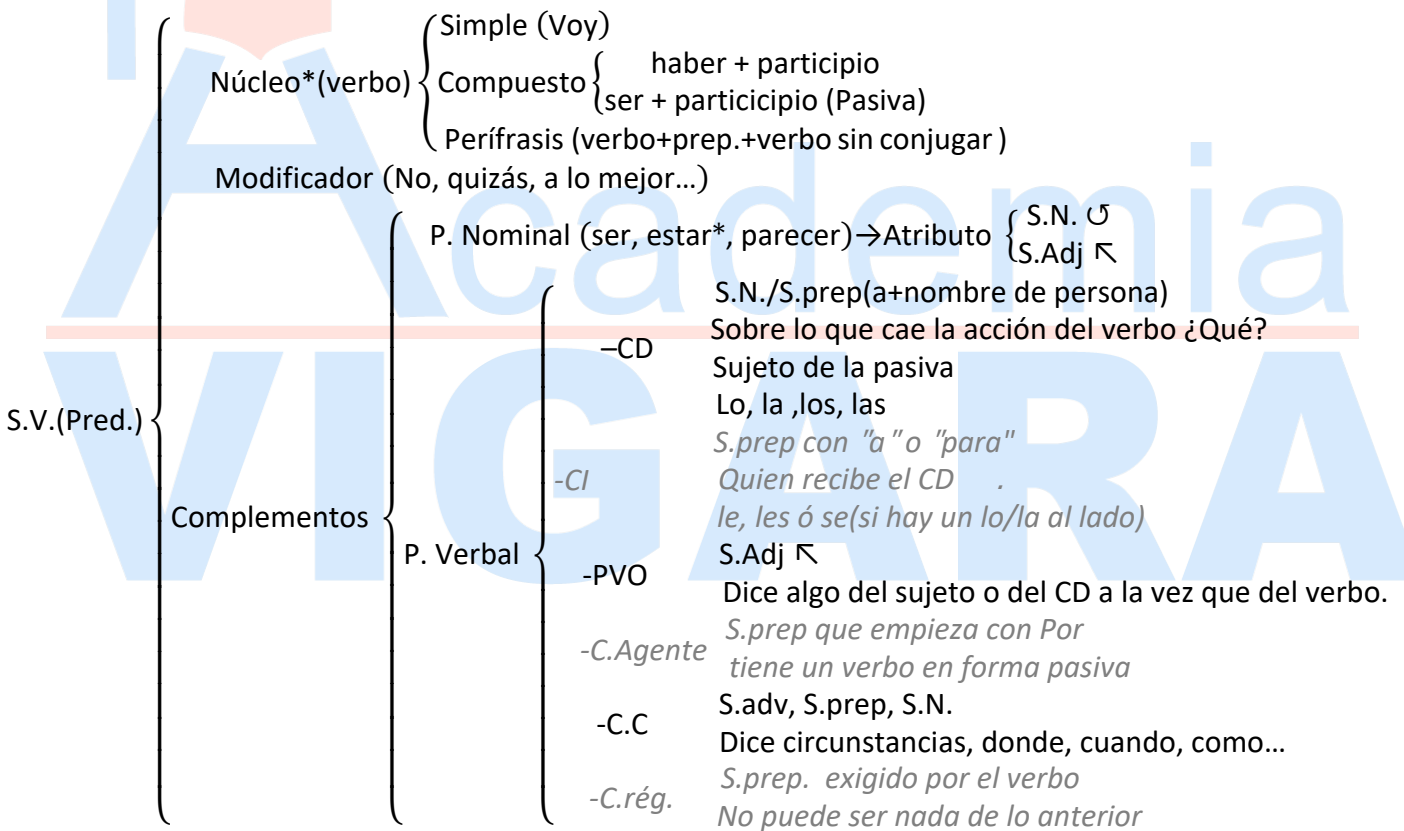 Simple (Voy)
Núcleo*(verbo)
Compuesto
haber + participio
ser + particicipio (Pasiva)
Perífrasis (verbo+prep.+verbo sin conjugar )
Modificador (No, quizás, a lo mejor...)
P. Nominal (ser, estar*, parecer)→Atributo
S.N. ↺
S.Adj ↖
S.V.(Pred.)
Complementos
P. Verbal
–CD
S.N./S.prep(a+nombre de persona)
Sobre lo que cae la acción del verbo ¿Qué?
Sujeto de la pasiva
Lo, la ,los, las
-CI
S.prep con "a" o "para"
Quien recibe el CD .
le, les ó se(si hay un lo/la al lado)
-PVO
S.Adj ↖
Dice algo del sujeto o del CD a la vez que del verbo.
-C.Agente
S.prep que empieza con Por
tiene un verbo en forma pasiva
-C.C
S.adv, S.prep, S.N.
Dice circunstancias, donde, cuando, como...
-C.rég.
S.prep. exigido por el verbo
No puede ser nada de lo anterior
Academia
VIGARA